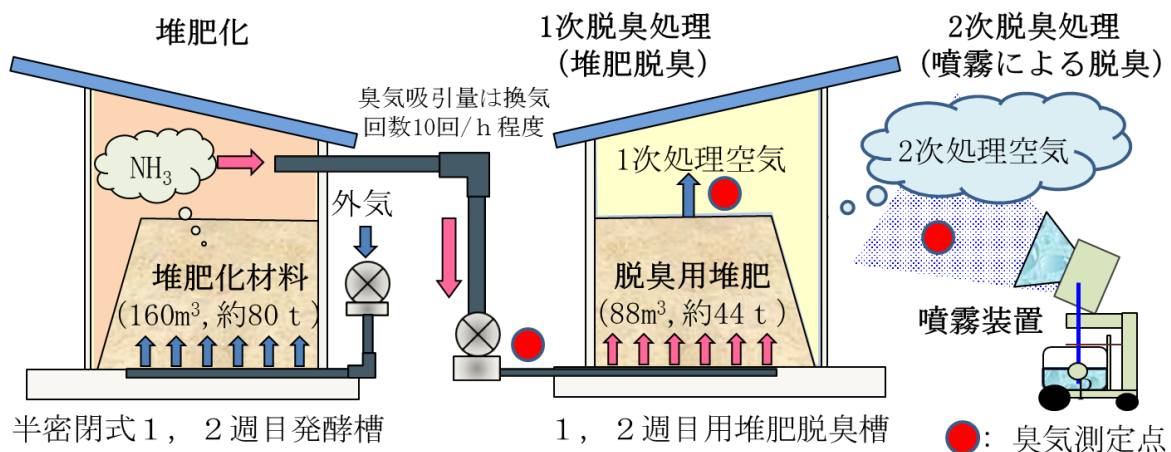 堆肥化
1次脱臭処理
(堆肥脱臭)
2次脱臭処理
(噴霧による脱臭)
臭気吸引量は換気
回数10回/ｈ程度
NH₃
外気
1次処理空気
2次処理空気
堆肥化材料
(160m³, 約80ｔ)
脱臭用堆肥
(88m³, 約44ｔ)
噴霧装置
半密閉式１，２週目発酵槽
１，２週目用堆肥脱臭槽
：臭気測定点